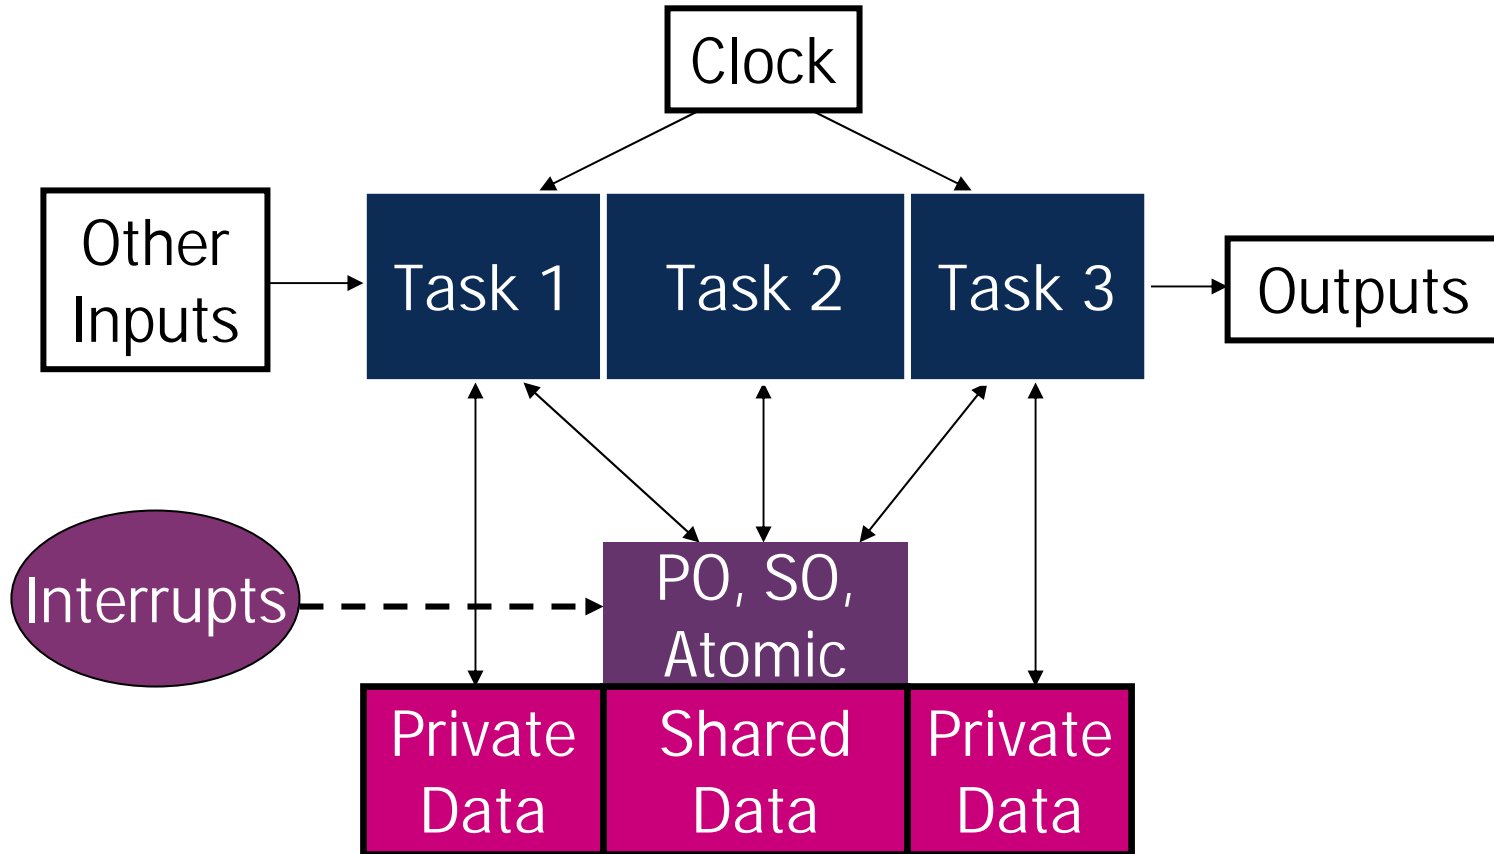 Clock
Other
Inputs
Task 1
Task 2
Task 3
Outputs
Interrupts
PO, SO,
Atomic
Private
Data
Shared
Data
Private
Data